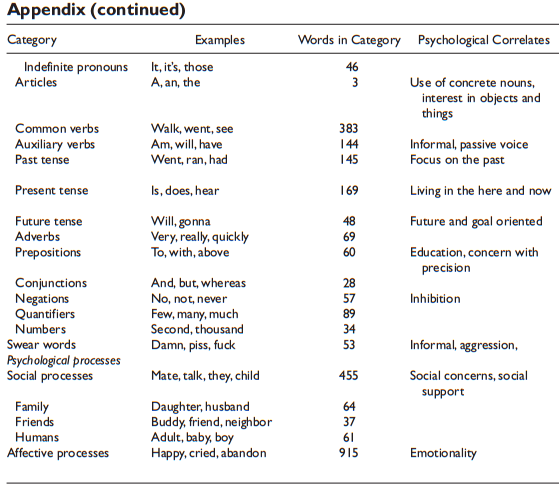 Appendix (continued)
Category Examples Words in Category Psychological Correlates
Indefinite pronouns It, it's, those 46
Articles A, an, the 3 Use of concrete nouns,
interest in objects and
things
Common verbs Walk, went, see 383
Auxiliary verbs Am, will, have 144 Informal, passive voice
Past tense Went, ran, had 145 Focus on the past
Present tense Is, does, hear 169 Living in the here and now
Future tense Will, gonna 48 Future and goal oriented
Adverbs Very, really, quickly 69
Prepositions To, with, above 60 Education, concern with
precision
Conjunctions And, but, whereas 28
Negations No, not, never 57 Inhibition
Quantifiers Few, many, much 89
Numbers Second, thousand 34
Swear words Damn, piss, fuck 53 Informal, aggression,
Psychological processes
Social processes Mate, talk, they, child 455 Social concerns, social
support
Family Daughter, husband 64
Friends Buddy, friend, neighbor 37
Humans Adult, baby, boy 61
Affective processes Happy, cried, abandon 915 Emotionality